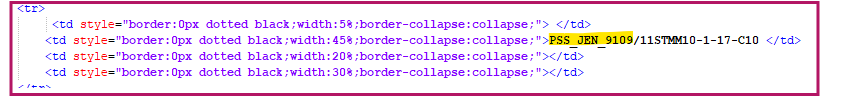 <tr>
<td style="border:0px dotted black;width:5%;border-collapse:collapse;"> </td>
<td style="border:0px dotted black;width:45%;border-collapse:collapse;">PSS_JEN_9109/11STMM10-1-17-C10 </td>
<td style="border:0px dotted black;width:20%;border-collapse:collapse;"></td>
<td style="border:0px dotted black;width:30%;border-collapse:collapse;"></td>
</tr>